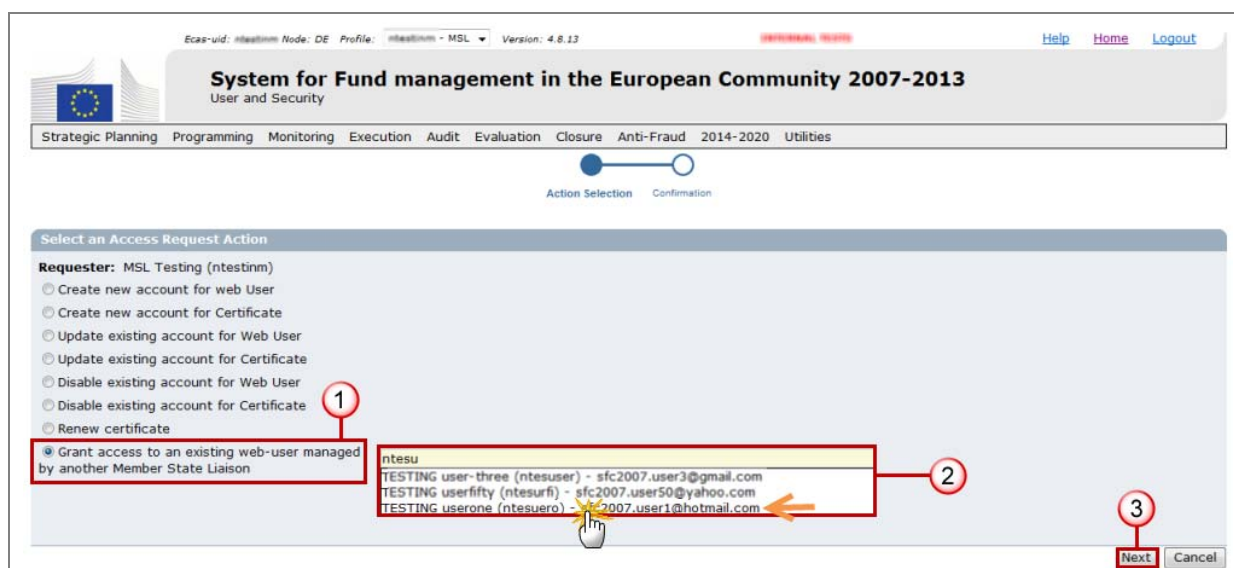 Ecas-uid: Node: DE Profile: - MSL Version: 4.8.13 Help Home Logout
System for Fund management in the European Community 2007-2013
User and Security
Strategic Planning Programming Monitoring Execution Audit Evaluation Closure Anti-Fraud 2014-2020 Utilities
Action Selection Confirmation
Select an Access Request Action
Requester: MSL Testing (ntestinm)
Create new account for web User
Create new account for Certificate
Update existing account for Web User
Update existing account for Certificate
Disable existing account for Web User
Disable existing account for Certificate
1
Renew certificate
Grant access to an existing web-user managed
by another Member State Liaison
ntesu
TESTING user-three (ntesuser) - sfc2007.user3@gmail.com
TESTING userfifty (ntesurfi) - sfc2007.user50@yahoo.com
TESTING userone (ntesuero) - sfc2007.user1@hotmail.com
2
3
Next Cancel